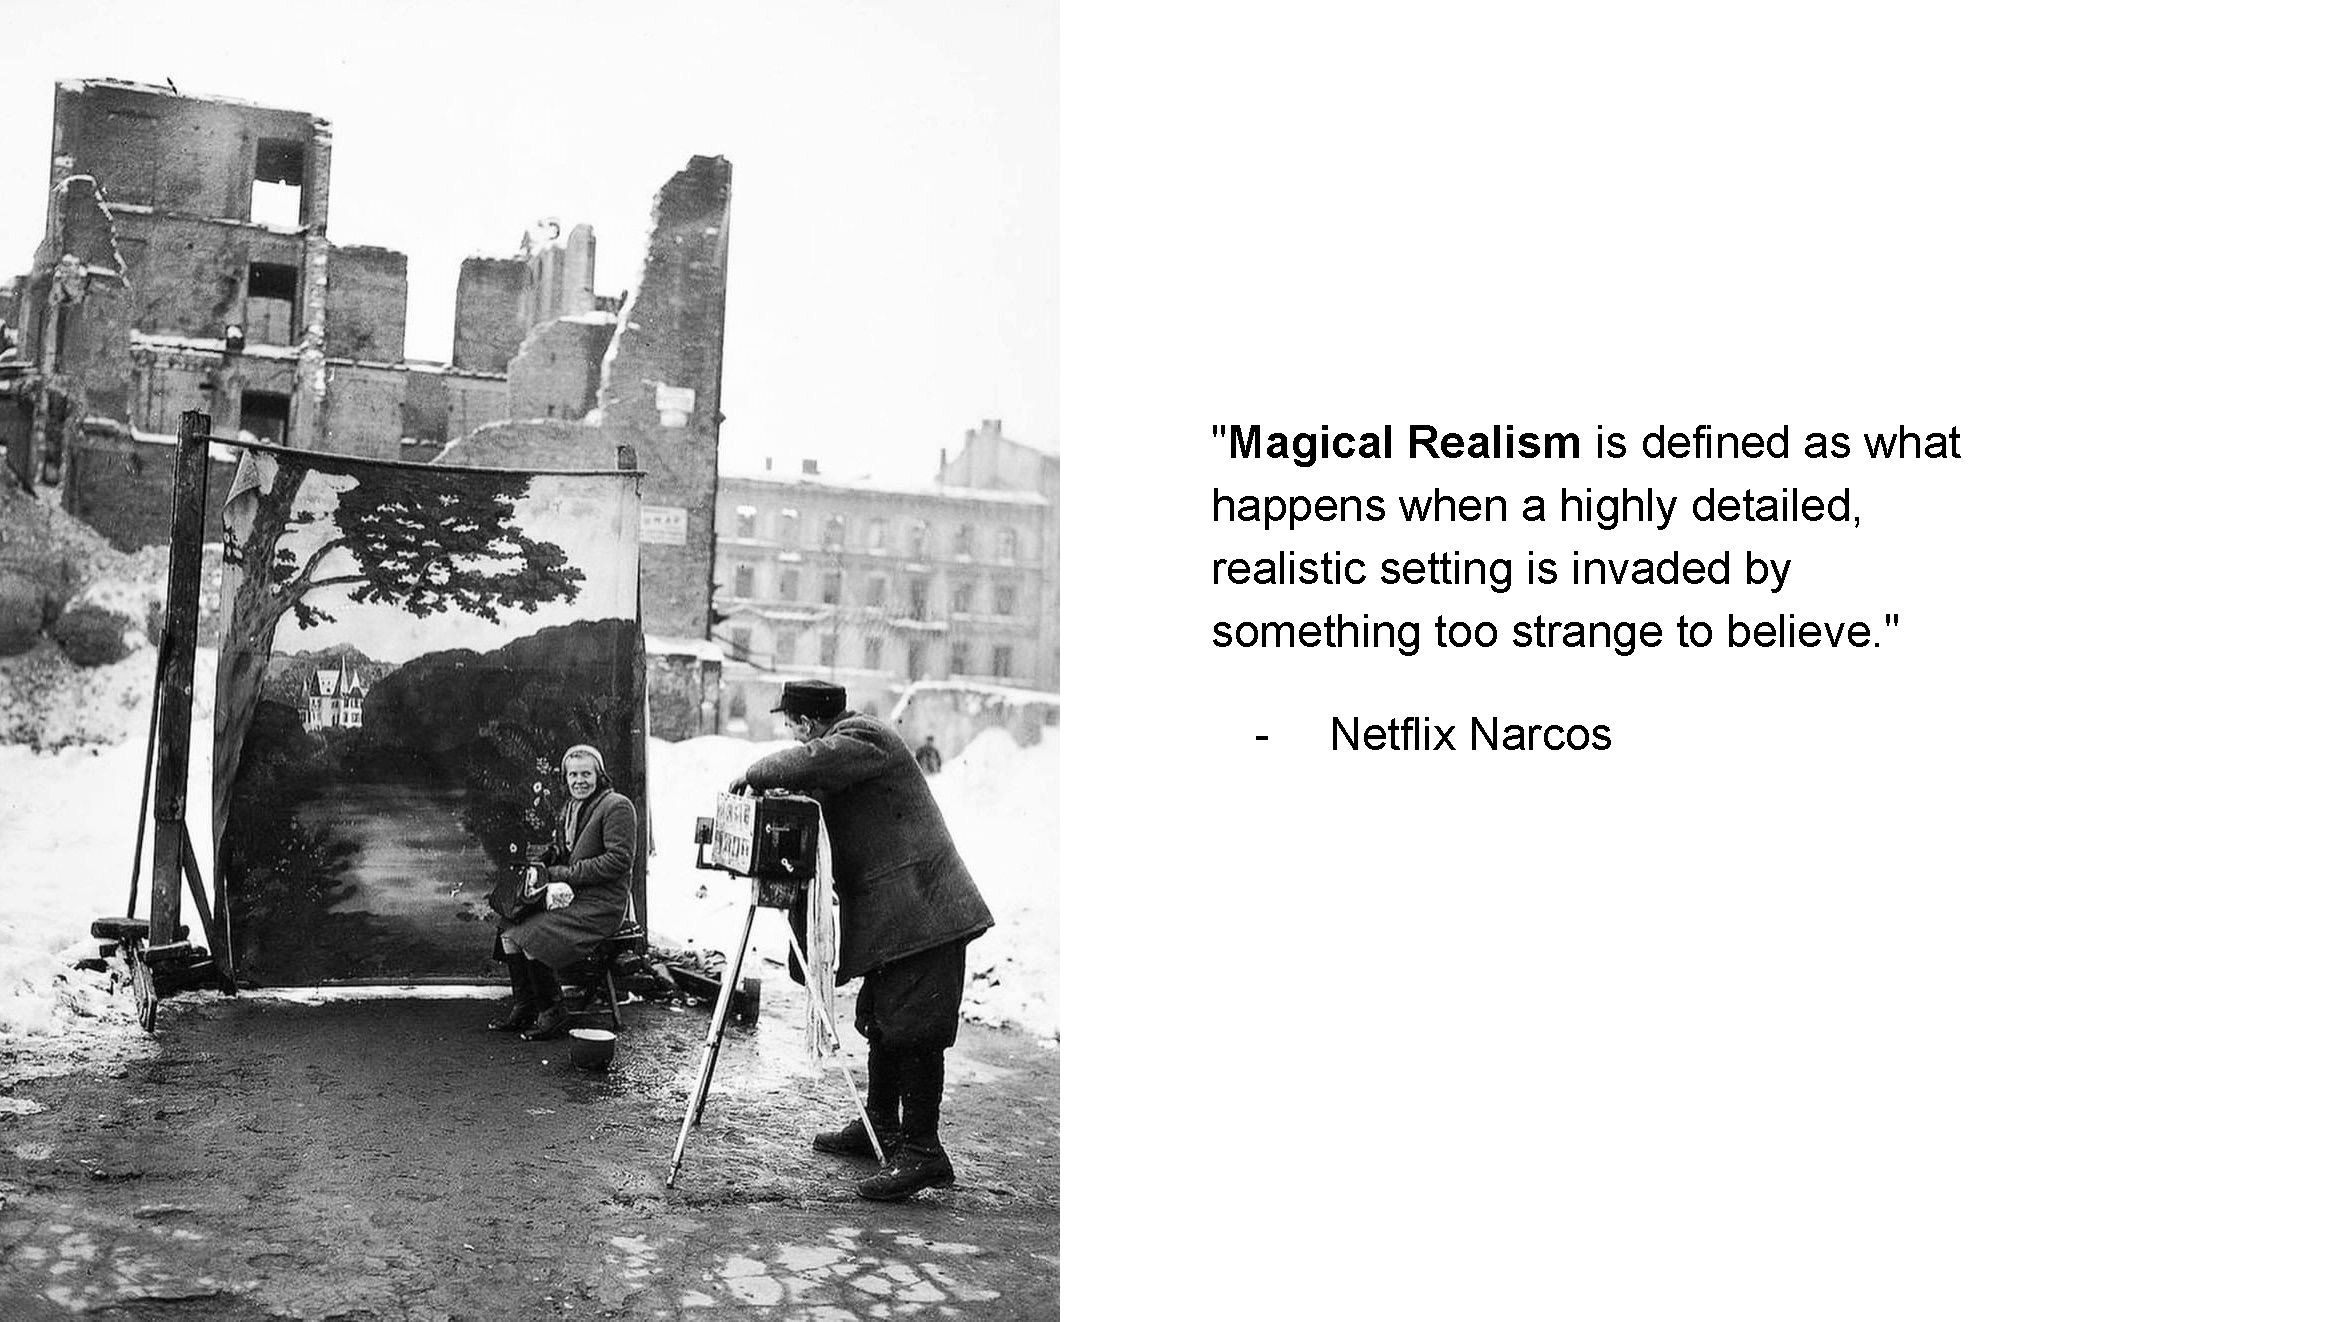 "Magical Realism is defined as what
happens when a highly detailed,
realistic setting is invaded by
something too strange to believe."
- Netflix Narcos